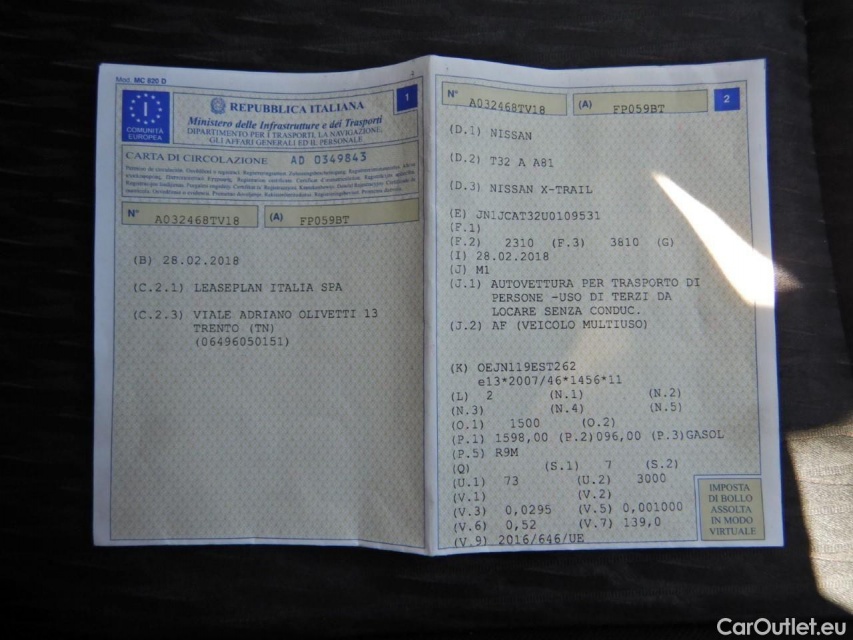 Mod. MC 820 D
1
I
COMUNITÀ
EUROPEA
REPUBBLICA ITALIANA
Ministero delle Infrastrutture e dei Trasporti
DIPARTIMENTO PER I TRASPORTI, LA NAVIGAZIONE,
GLI AFFARI GENERALI ED IL PERSONALE
CARTA DI CIRCOLAZIONE AD 0349843
N° A032468TV18 (A) FP059BT
(B) 28.02.2018
(C.2.1) LEASEPLAN ITALIA SPA
(C.2.3) VIALE ADRIANO OLIVETTI 13
TRENTO (TN)
(06496050151)
N° A032468TV18 (A) FP059BT 2
(D.1) NISSAN
(D.2) T32 A A81
(D.3) NISSAN X-TRAIL
(E) JN1JCAT32U0109531
(F.1)
(F.2) 2310 (F.3) 3810 (G)
(I) 28.02.2018
(J) M1
(J.1) AUTOVETTURA PER TRASPORTO DI
PERSONE -USO DI TERZI DA
LOCARE SENZA CONDUC.
(J.2) AF (VEICOLO MULTIUSO)
(K) OEJN119EST262
e13*2007/46*1456*11
(L) 2 (N.1) (N.2)
(N.3) (N.4) (N.5)
(O.1) 1500 (O.2)
(P.1) 1598,00 (P.2)096,00 (P.3)GASOL
(P.5) R9M
(Q) (S.1) 7 (S.2)
(U.1) 73 (U.2) 3000
(V.1) (V.2)
(V.3) 0,0295 (V.5) 0,001000
(V.6) 0,52 (V.7) 139,0
(V.9) 2016/646/UE
IMPOSTA
DI BOLLO
ASSOLTA
IN MODO
VIRTUALE
CarOutlet.eu